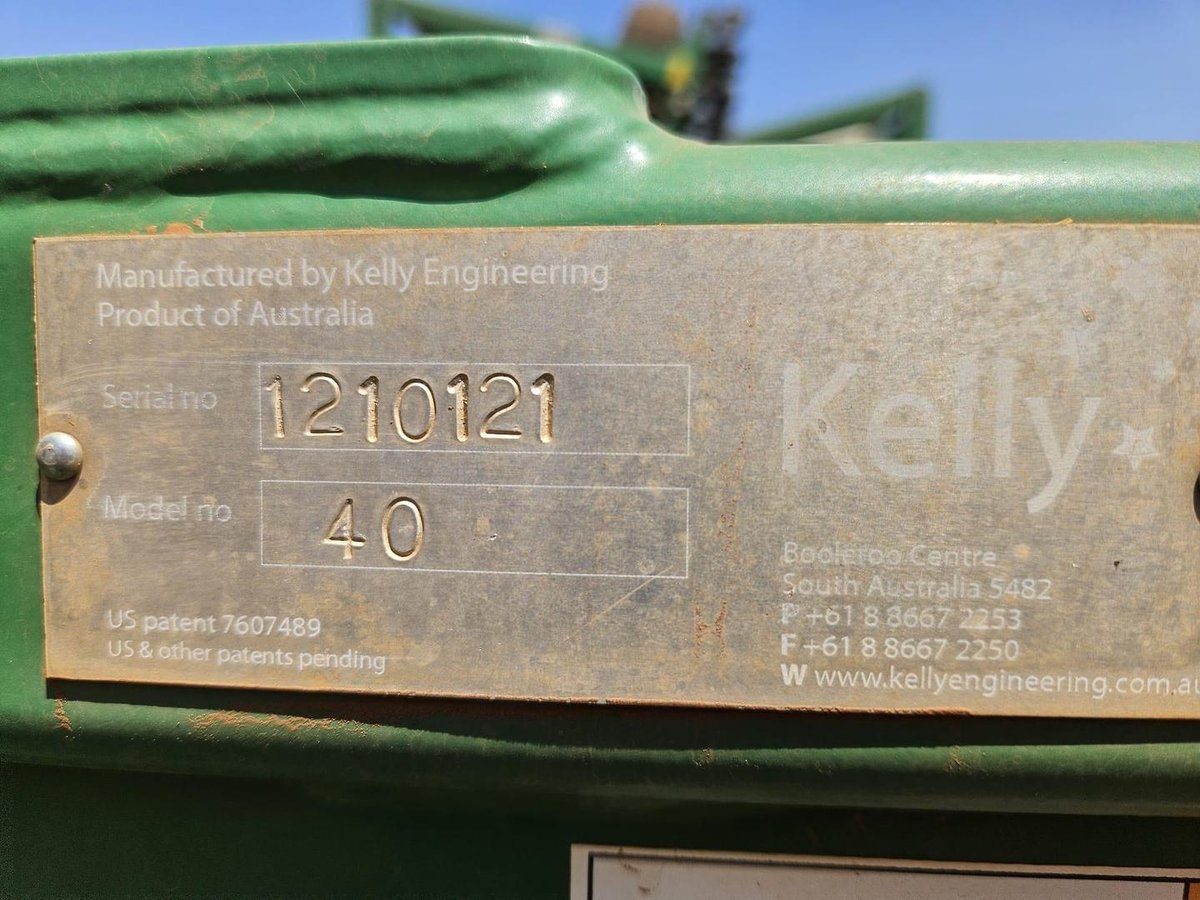 Manufactured by Kelly Engineering
Product of Australia
Serial no 1210121
Model no 40
US patent 7607489
US & other patents pending
Kelly
Booleroo Centre
South Australia 5482
P +61 8 8667 2253
F +61 8 8667 2250
W www.kellyengineering.com.au